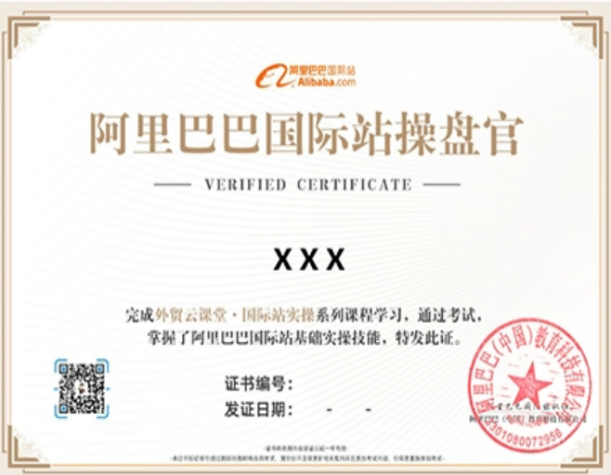 阿里巴巴国际站
Alibaba.com
阿里巴巴国际站操盘官
VERIFIED CERTIFICATE
XXX
完成外贸云课堂·国际站实操系列课程学习，通过考试，
掌握了阿里巴巴国际站基础实操技能，特发此证。
证书编号：
发证日期： - -
阿里巴巴（中国）教育科技有限公司